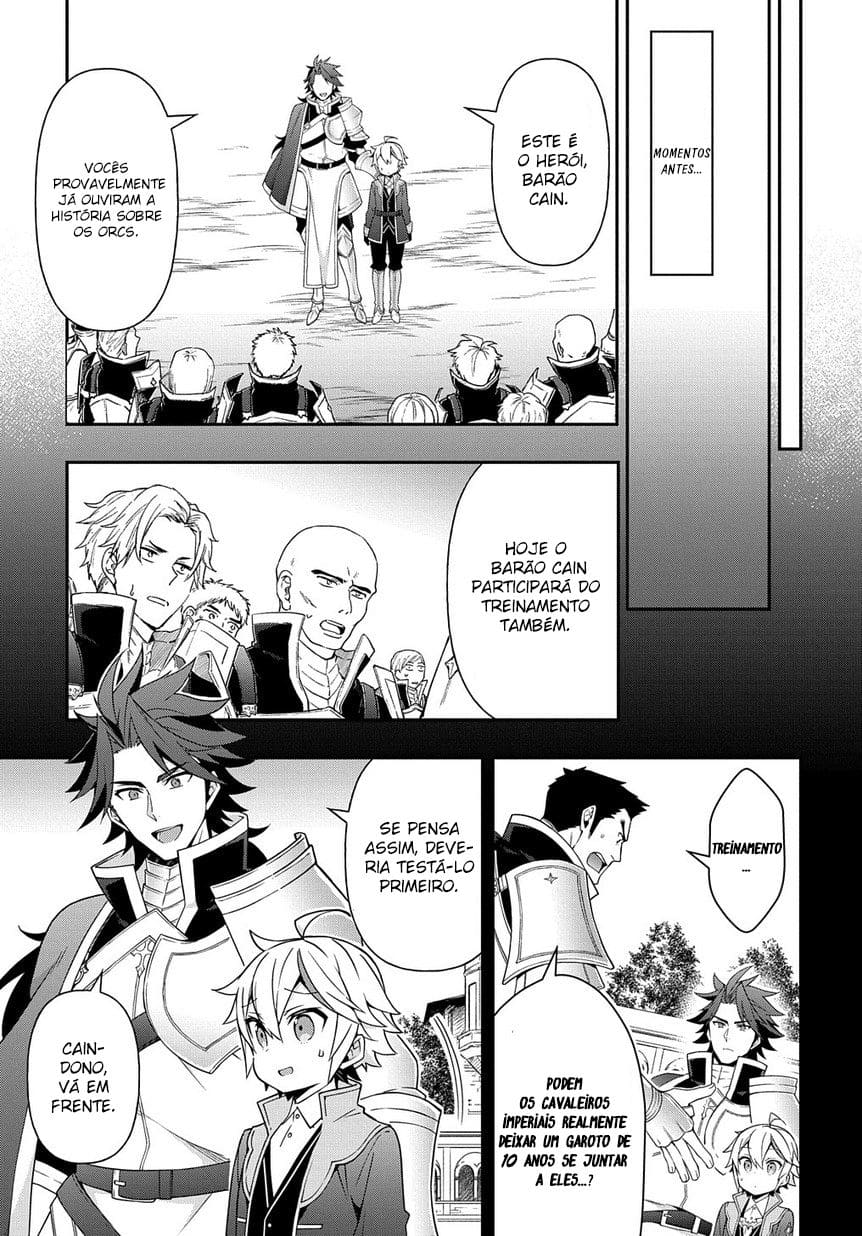 MOMENTOS
ANTES...
ESTE É
O HERÓI,
BARÃO
CAIN.
VOCÊS
PROVAVELMENTE
JÁ OUVIRAM A
HISTÓRIA SOBRE
OS ORCS.
HOJE O
BARÃO CAIN
PARTICIPARÁ DO
TREINAMENTO
TAMBÉM.
TREINAMENTO
...
PODEM
OS CAVALEIROS
IMPERIAIS REALMENTE
DEIXAR UM GAROTO DE
10 ANOS SE JUNTAR
A ELES...?
SE PENSA
ASSIM, DEVE-
RIA TESTÁ-LO
PRIMEIRO.
CAIN-
DONO,
VÁ EM
FRENTE.